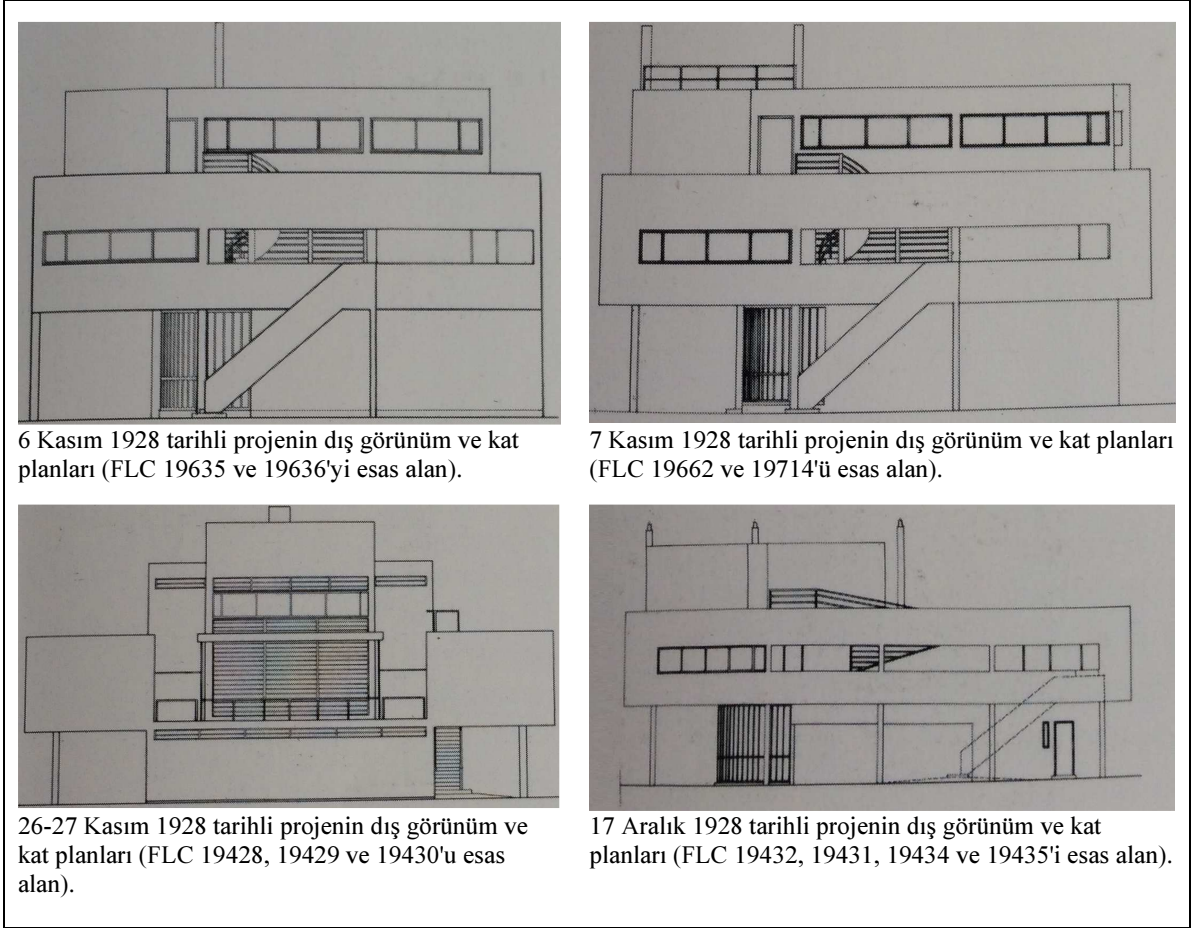 6 Kasım 1928 tarihli projenin dış görünüm ve kat
planları (FLC 19635 ve 19636'yi esas alan).
7 Kasım 1928 tarihli projenin dış görünüm ve kat planları
(FLC 19662 ve 19714'ü esas alan).
26-27 Kasım 1928 tarihli projenin dış görünüm ve
kat planları (FLC 19428, 19429 ve 19430'u esas
alan).
17 Aralık 1928 tarihli projenin dış görünüm ve kat
planları (FLC 19432, 19431, 19434 ve 19435'i esas alan).